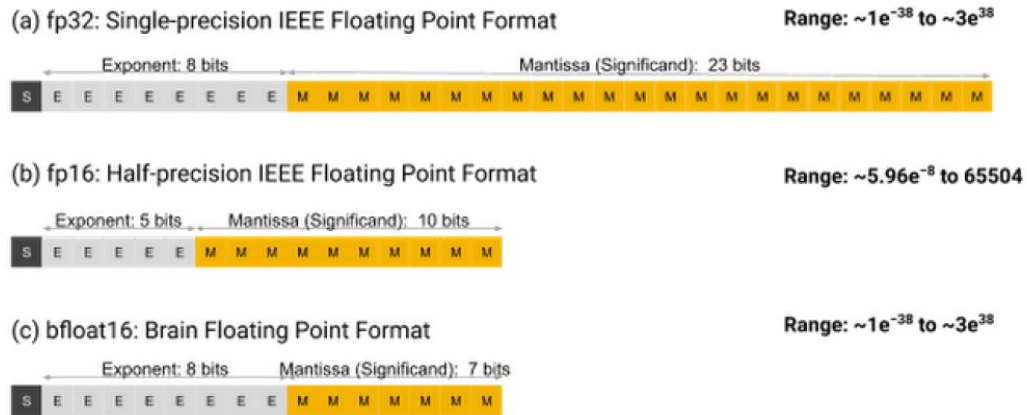 (a) fp32: Single-precision IEEE Floating Point Format
Range: ~1e⁻³⁸ to ~3e³⁸
Exponent: 8 bits
Mantissa (Significand): 23 bits
S E E E E E E E E M M M M M M M M M M M M M M M M M M M M M M M
(b) fp16: Half-precision IEEE Floating Point Format
Range: ~5.96e⁻⁸ to 65504
Exponent: 5 bits
Mantissa (Significand): 10 bits
S E E E E E M M M M M M M M M M
(c) bfloat16: Brain Floating Point Format
Range: ~1e⁻³⁸ to ~3e³⁸
Exponent: 8 bits
Mantissa (Significand): 7 bits
S E E E E E E E E M M M M M M M